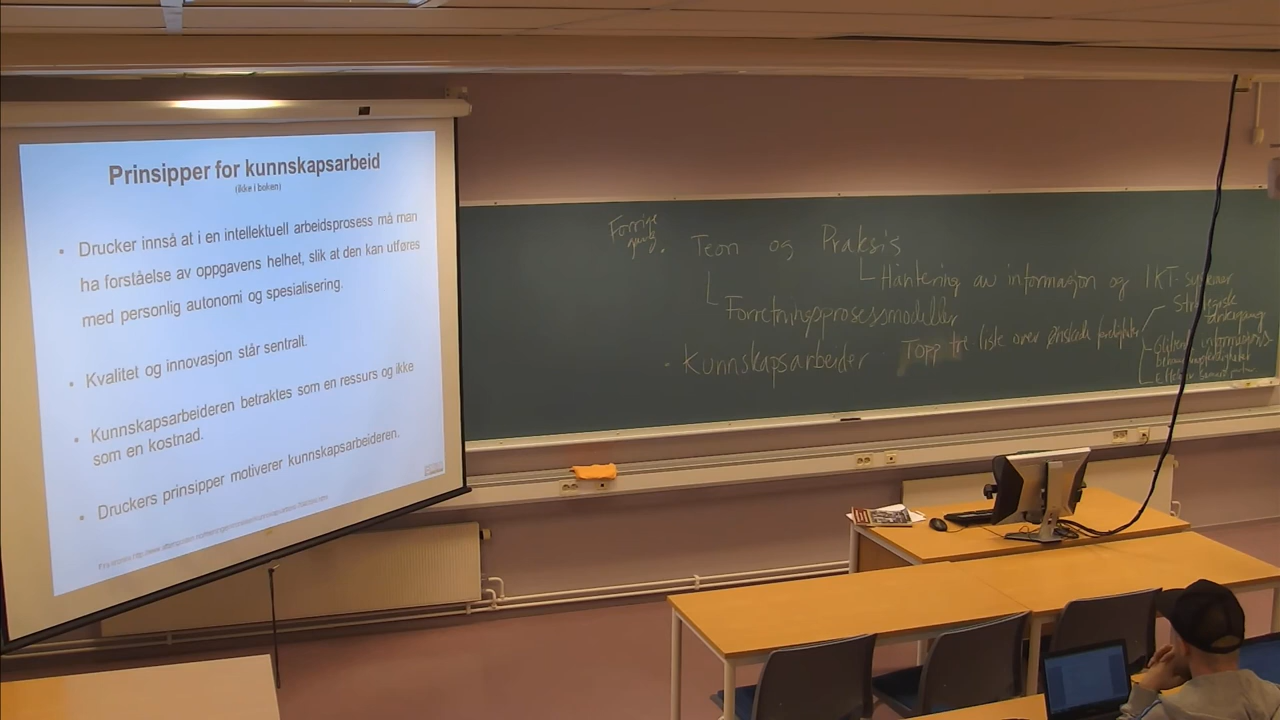 Prinsipper for kunnskapsarbeid
(ikke i boken)
• Drucker innså at i en intellektuell arbeidsprosess må man
ha forståelse av oppgavens helhet, slik at den kan utføres
med personlig autonomi og spesialisering.
• Kvalitet og innovasjon står sentralt.
• Kunnskapsarbeideren betraktes som en ressurs og ikke
som en kostnad.
• Druckers prinsipper motiverer kunnskapsarbeideren.
Forrige
gang.
Teori og Praksis
Håntering av informasjon og IKT-systemer
Forretningsprosessmodeller
• Kunnskapsarbeider Topp tre liste over ønskede ferdigheter
Strategisk
tankegang